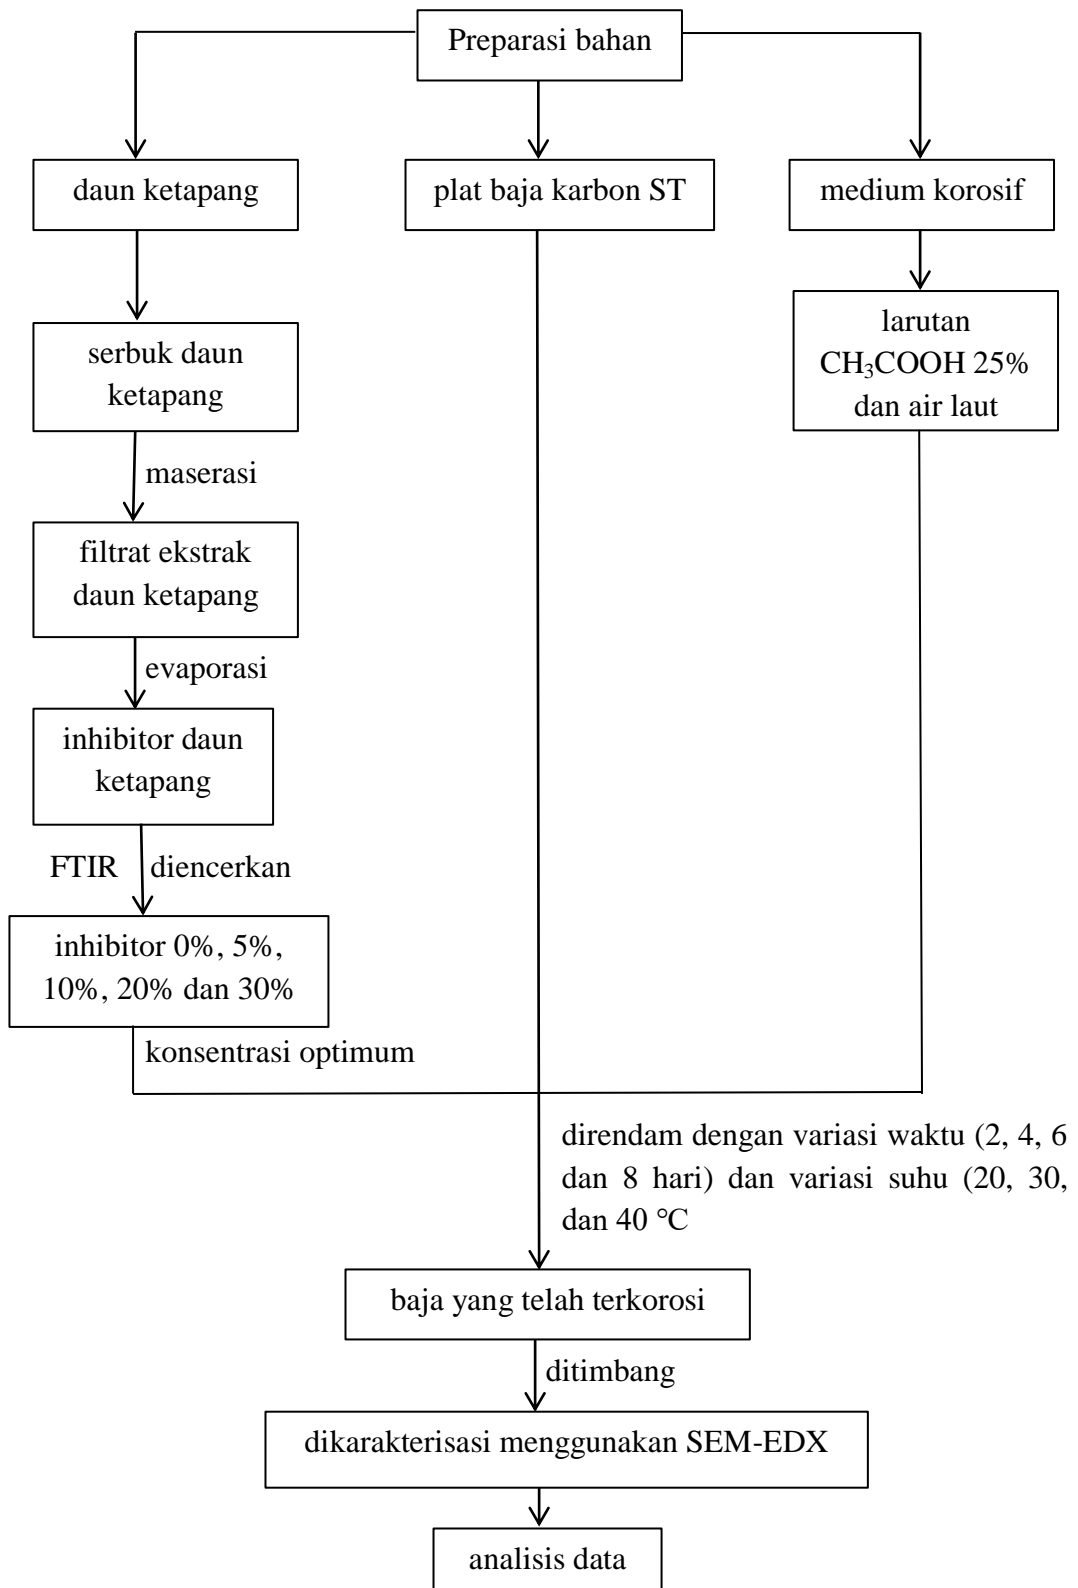 Preparasi bahan
daun ketapang
plat baja karbon ST
medium korosif
larutan
CH₃COOH 25%
dan air laut
serbuk daun
ketapang
maserasi
filtrat ekstrak
daun ketapang
evaporasi
inhibitor daun
ketapang
FTIR
diencerkan
inhibitor 0%, 5%,
10%, 20% dan 30%
konsentrasi optimum
direndam dengan variasi waktu (2, 4, 6
dan 8 hari) dan variasi suhu (20, 30,
dan 40 °C
baja yang telah terkorosi
ditimbang
dikarakterisasi menggunakan SEM-EDX
analisis data